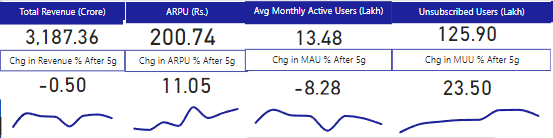 Total Revenue (Crore)
3,187.36
Chg in Revenue % After 5g
-0.50
ARPU (Rs.)
200.74
Chg in ARPU % After 5g
11.05
Avg Monthly Active Users (Lakh)
13.48
Chg in MAU % After 5g
-8.28
Unsubscribed Users (Lakh)
125.90
Chg in MUU % After 5g
23.50